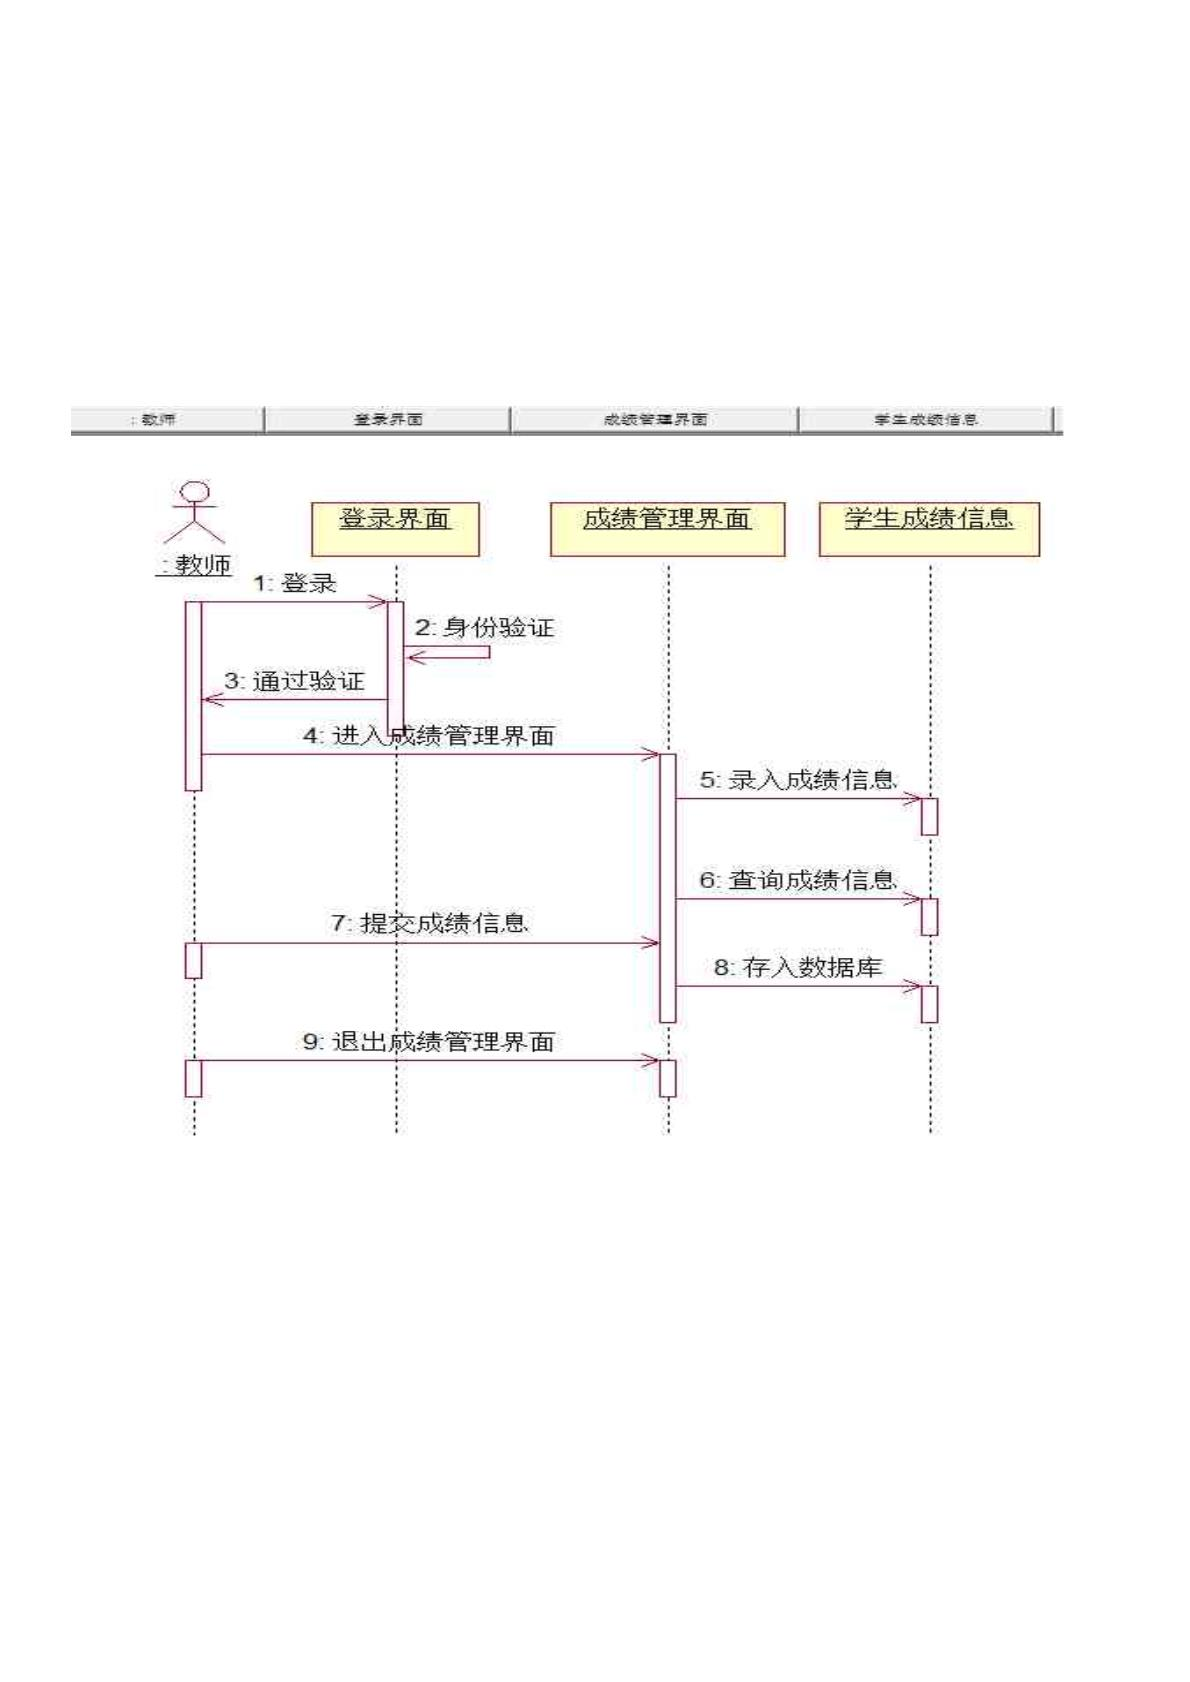 : 教师
登录界面
成绩管理界面
学生成绩信息
登录界面
成绩管理界面
学生成绩信息
: 教师
1: 登录
2: 身份验证
3: 通过验证
4: 进入成绩管理界面
5: 录入成绩信息
6: 查询成绩信息
7: 提交成绩信息
8: 存入数据库
9: 退出成绩管理界面